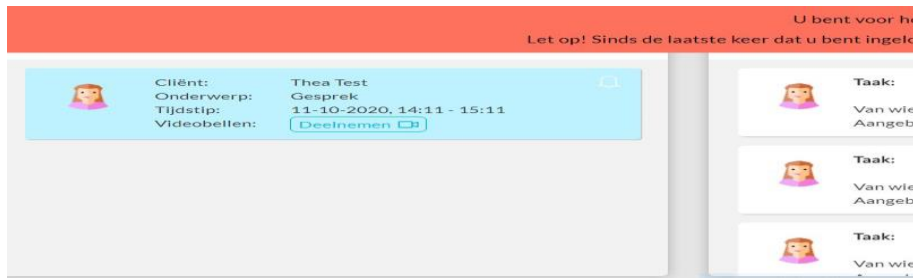 U bent voor he
Let op! Sinds de laatste keer dat u bent ingelo
Cliënt: Thea Test
Onderwerp: Gesprek
Tijdstip: 11-10-2020, 14:11 - 15:11
Videobellen: Deelnemen
Taak:
Van wie
Aangeb
Taak:
Van wie
Aangeb
Taak:
Van wie